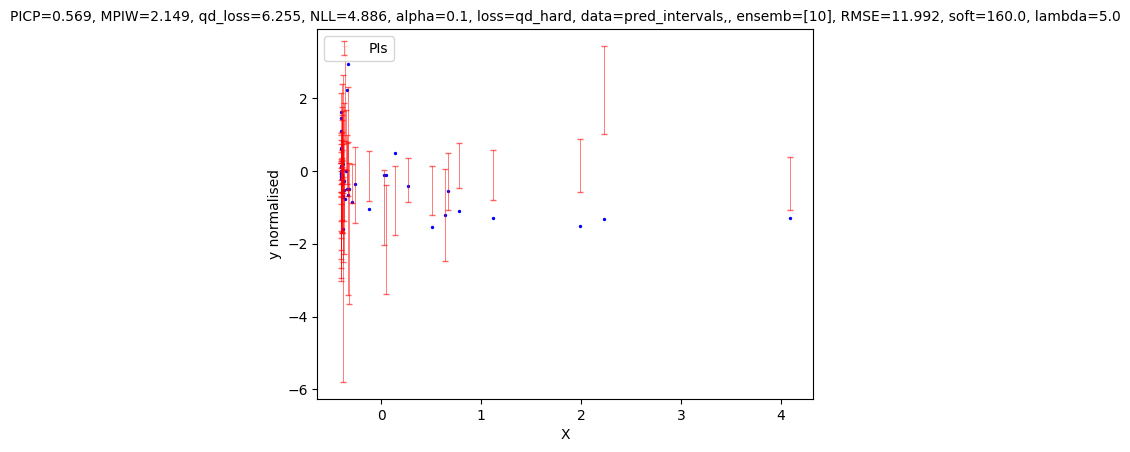 PICP=0.569, MPIW=2.149, qd_loss=6.255, NLL=4.886, alpha=0.1, loss=qd_hard, data=pred_intervals,, ensemb=[10], RMSE=11.992, soft=160.0, lambda=5.0
PIs
2
0
−2
−4
−6
y normalised
0 1 2 3 4
X